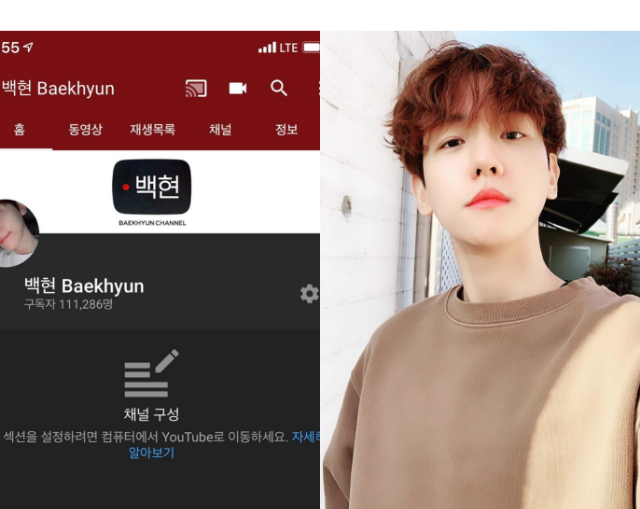 55
LTE
백현 Baekhyun
홈 동영상 재생목록 채널 정보
백현
BAEKHYUN CHANNEL
백현 Baekhyun
구독자 111,286명
채널 구성
섹션을 설정하려면 컴퓨터에서 YouTube로 이동하세요. 자세히
알아보기